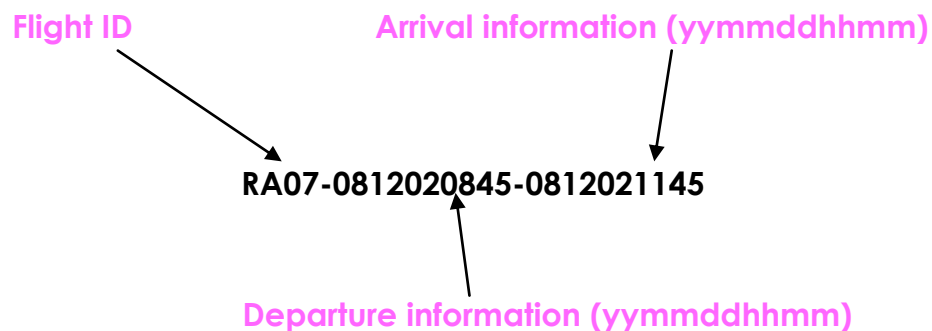 Flight ID
Arrival information (yymmddhhmm)
RA07-0812020845-0812021145
Departure information (yymmddhhmm)